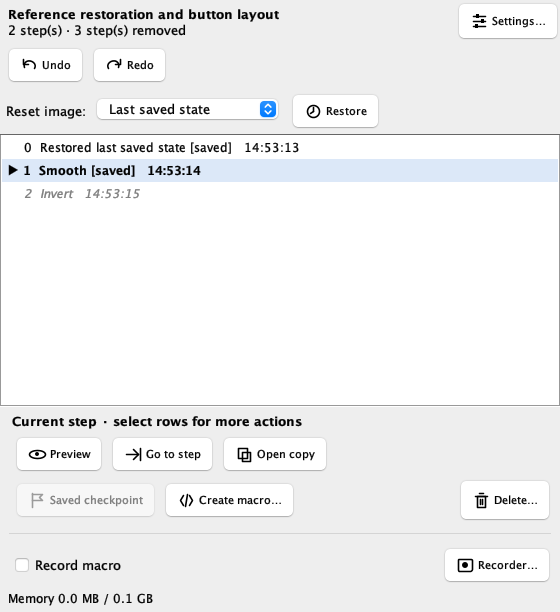 Reference restoration and button layout
2 step(s) · 3 step(s) removed
Settings...
Undo
Redo
Reset image:
Last saved state
Restore
0 Restored last saved state [saved] 14:53:13
1 Smooth [saved] 14:53:14
2 Invert 14:53:15
Current step · select rows for more actions
Preview
Go to step
Open copy
Saved checkpoint
Create macro...
Delete...
Record macro
Recorder...
Memory 0.0 MB / 0.1 GB